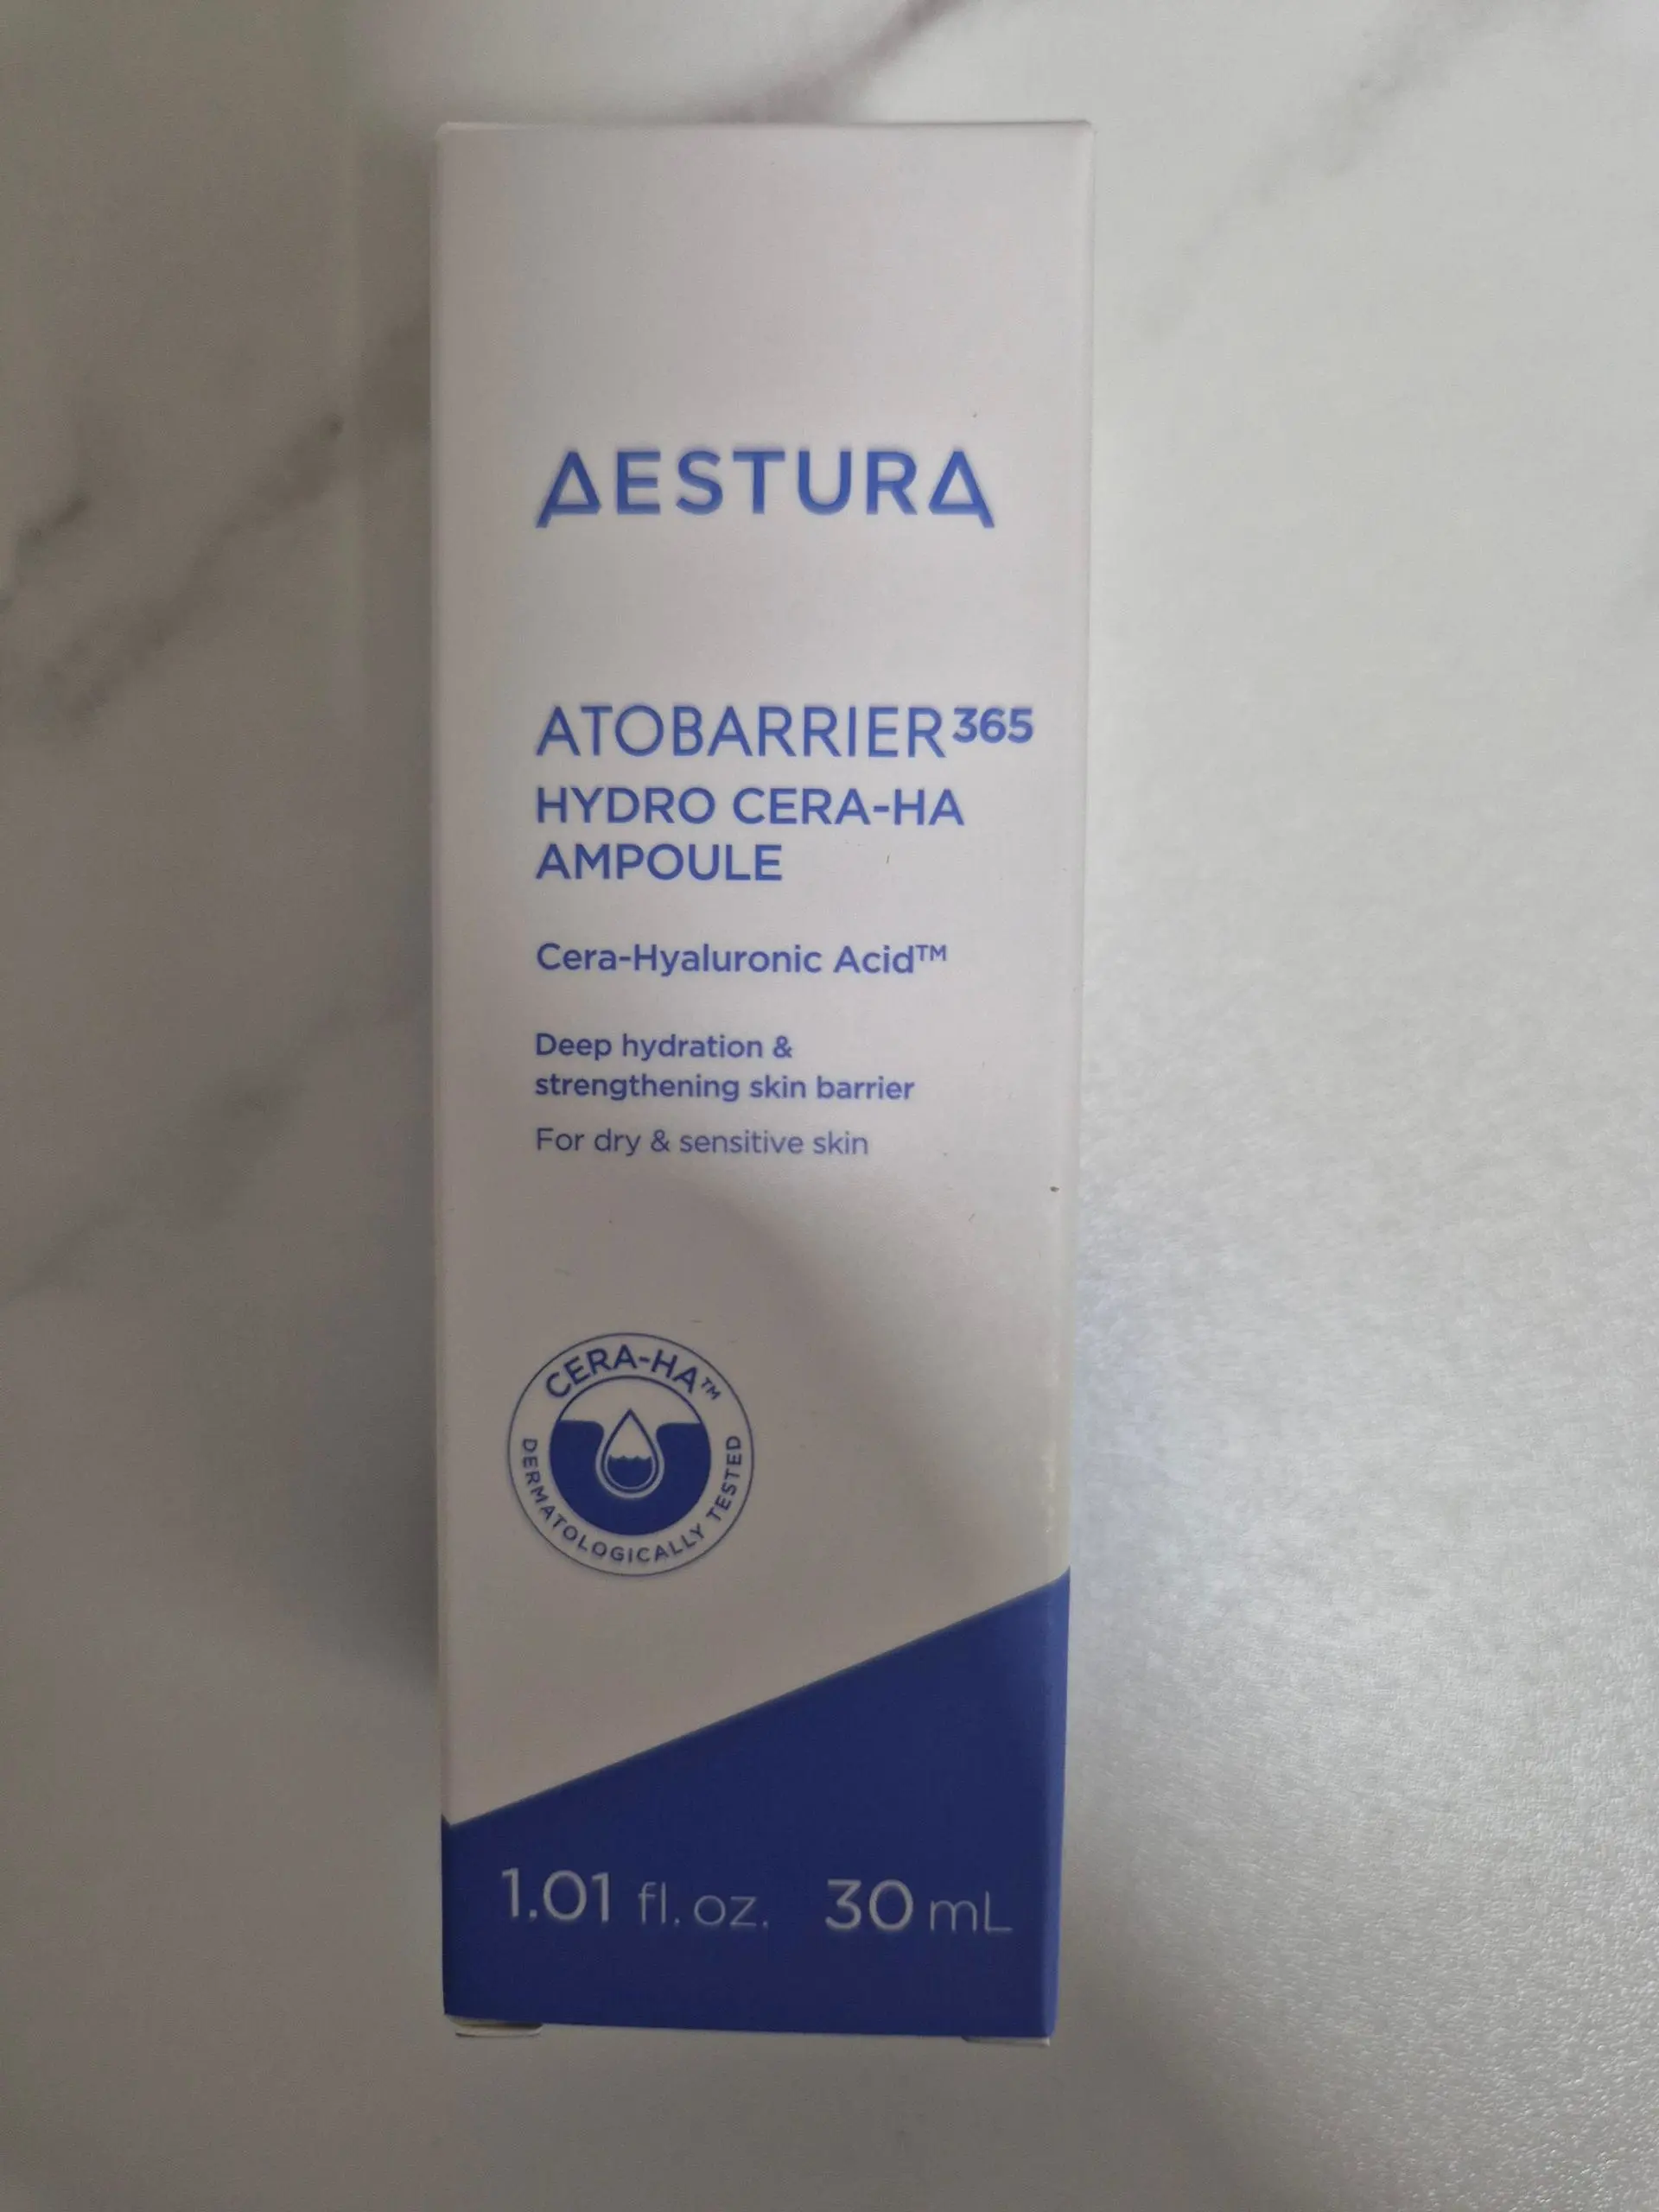 AESTURA
ATOBARRIER365
HYDRO CERA-HA
AMPOULE
Cera-Hyaluronic Acid™
Deep hydration &
strengthening skin barrier
For dry & sensitive skin
CERA-HA™
DERMATOLOGICALLY TESTED
1.01 fl. oz. 30 mL